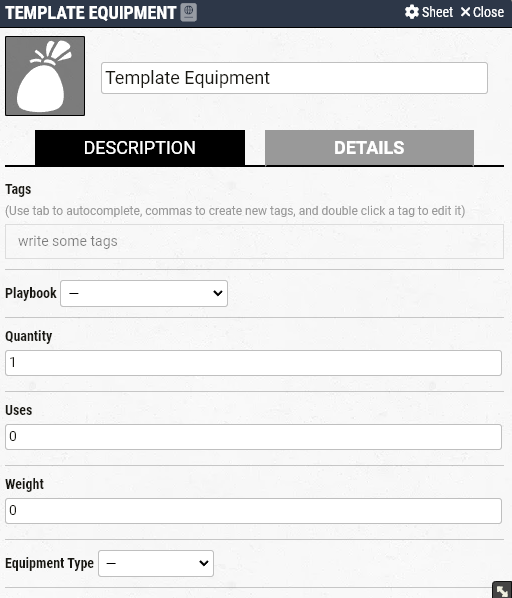 TEMPLATE EQUIPMENT Sheet Close
Template Equipment
DESCRIPTION DETAILS
Tags
(Use tab to autocomplete, commas to create new tags, and double click a tag to edit it)
write some tags
Playbook —
Quantity
1
Uses
0
Weight
0
Equipment Type —